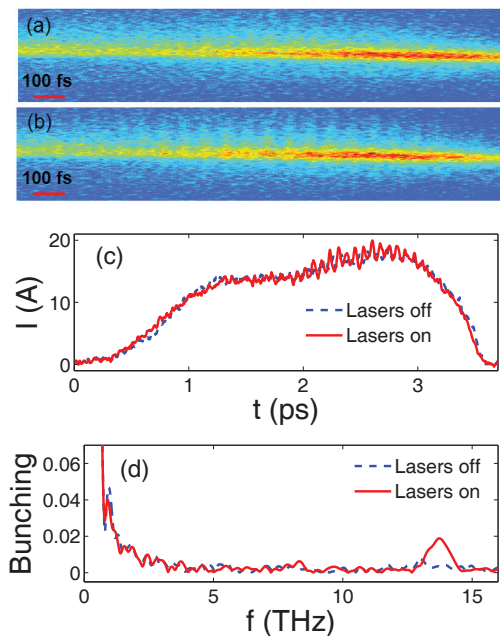 (a)
100 fs
(b)
100 fs
20
10
0
I (A)
(c)
Lasers off
Lasers on
0 1 2 3
t (ps)
0.06
0.04
0.02
0
Bunching
(d)
Lasers off
Lasers on
5 10 15
f (THz)